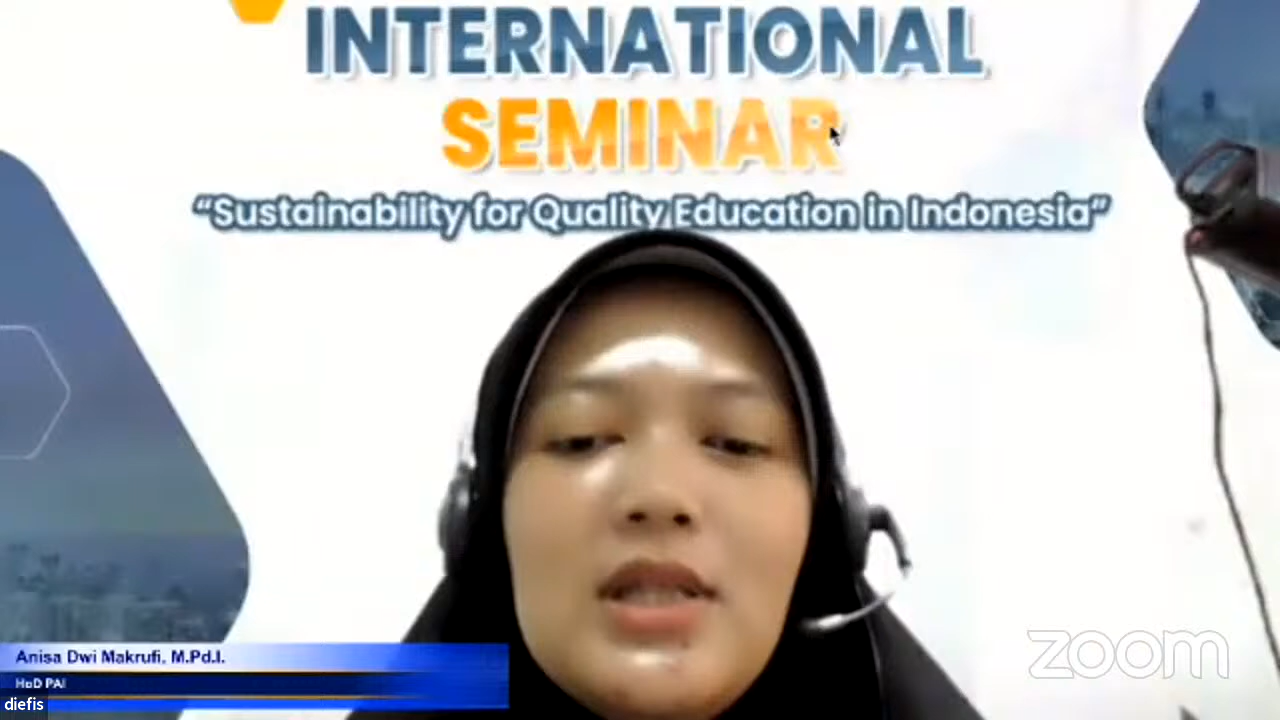 INTERNATIONAL
SEMINAR
“Sustainability for Quality Education in Indonesia”
Anisa Dwi Makrufi, M.Pd.I.
HoD PAI
diefis
zoom